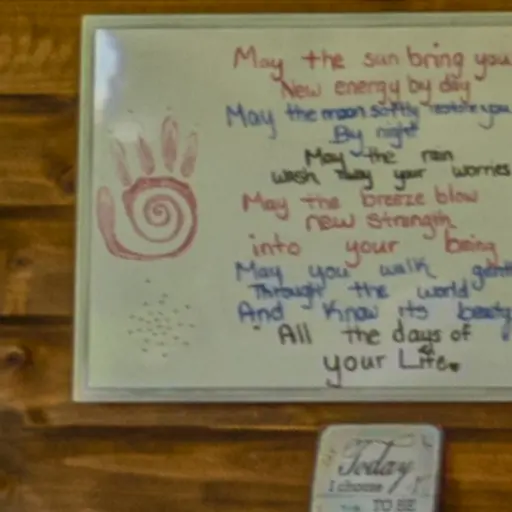 May the sun bring you
New energy by day
May the moon softly restore you
By night
May the rain
wash away your worries
May the breeze blow
new strength
into your being
May you walk
Through the world
And Know its beauty
All the days of
your Life.
Today
I choose
TO BE